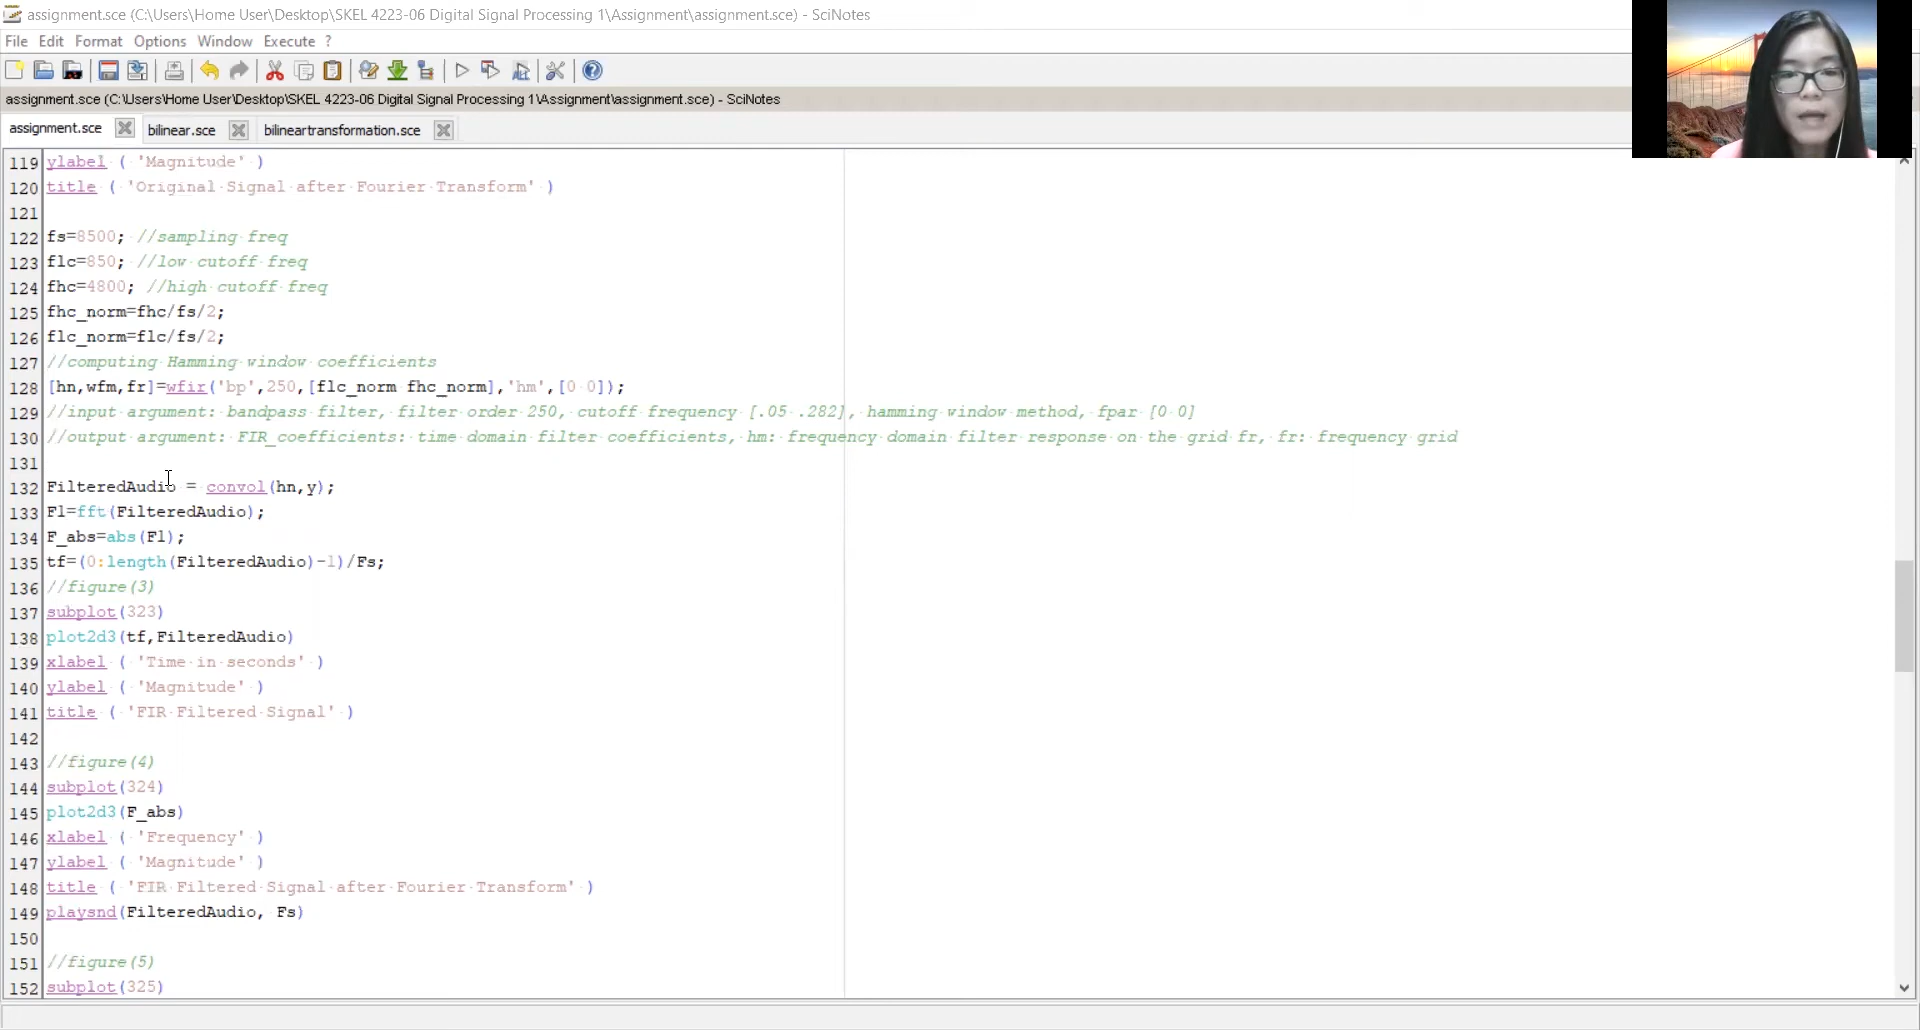 assignment.sce (C:\Users\Home User\Desktop\SKEL 4223-06 Digital Signal Processing 1\Assignment\assignment.sce) - SciNotes
File Edit Format Options Window Execute ?
assignment.sce (C:\Users\Home User\Desktop\SKEL 4223-06 Digital Signal Processing 1\Assignment\assignment.sce) - SciNotes
assignment.sce bilinear.sce bilineartransformation.sce
119 ylabel ( 'Magnitude' )
120 title ( 'Original Signal after Fourier Transform' )
121
122 fs=8500; //sampling freq
123 flc=850; //low cutoff freq
124 fhc=4800; //high cutoff freq
125 fhc_norm=fhc/fs/2;
126 flc_norm=flc/fs/2;
127 //computing Hamming window coefficients
128 [hn,wfm,fr]=wfir('bp',250,[flc_norm fhc_norm],'hm',[0 0]);
129 //input argument: bandpass filter, filter order 250, cutoff frequency [.05 .282], hamming window method, fpar [0 0]
130 //output argument: FIR_coefficients: time domain filter coefficients, hm: frequency domain filter response on the grid fr, fr: frequency grid
131
132 FilteredAudio = convol(hn,y);
133 F1=fft(FilteredAudio);
134 F_abs=abs(F1);
135 tf=(0:length(FilteredAudio)-1)/Fs;
136 //figure(3)
137 subplot(323)
138 plot2d3(tf,FilteredAudio)
139 xlabel ( 'Time in seconds' )
140 ylabel ( 'Magnitude' )
141 title ( 'FIR Filtered Signal' )
142
143 //figure(4)
144 subplot(324)
145 plot2d3(F_abs)
146 xlabel ( 'Frequency' )
147 ylabel ( 'Magnitude' )
148 title ( 'FIR Filtered Signal after Fourier Transform' )
149 playsnd(FilteredAudio, Fs)
150
151 //figure(5)
152 subplot(325)